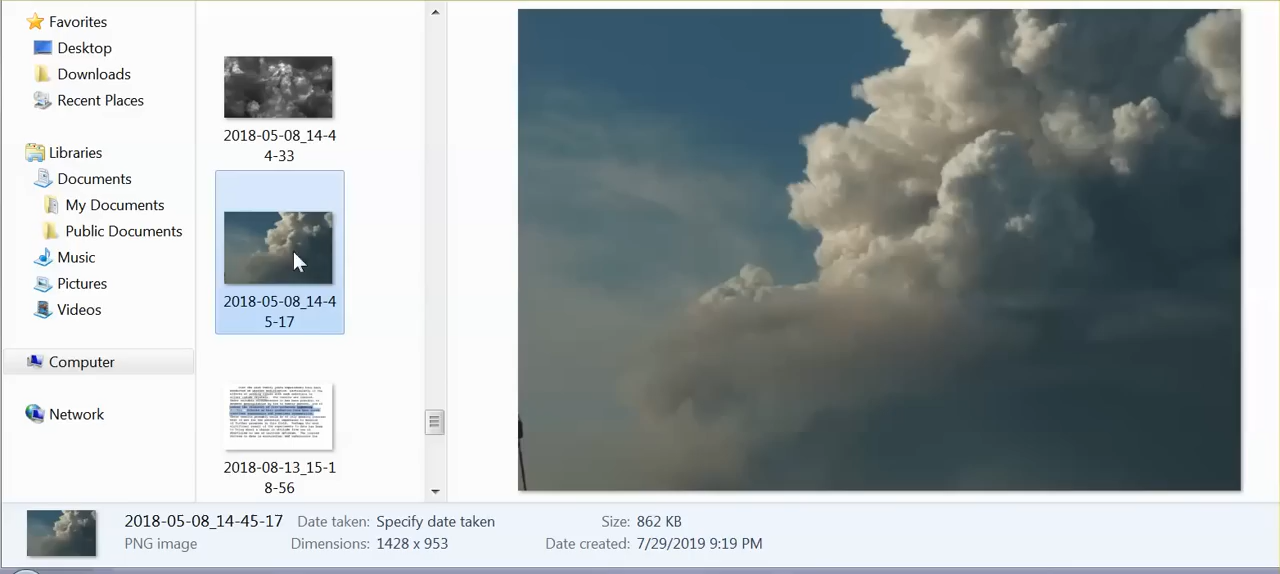 Favorites
Desktop
Downloads
Recent Places
Libraries
Documents
My Documents
Public Documents
Music
Pictures
Videos
Computer
Network
2018-05-08_14-4
4-33
2018-05-08_14-4
5-17
2018-08-13_15-1
8-56
2018-05-08_14-45-17 Date taken: Specify date taken Size: 862 KB
PNG image Dimensions: 1428 x 953 Date created: 7/29/2019 9:19 PM